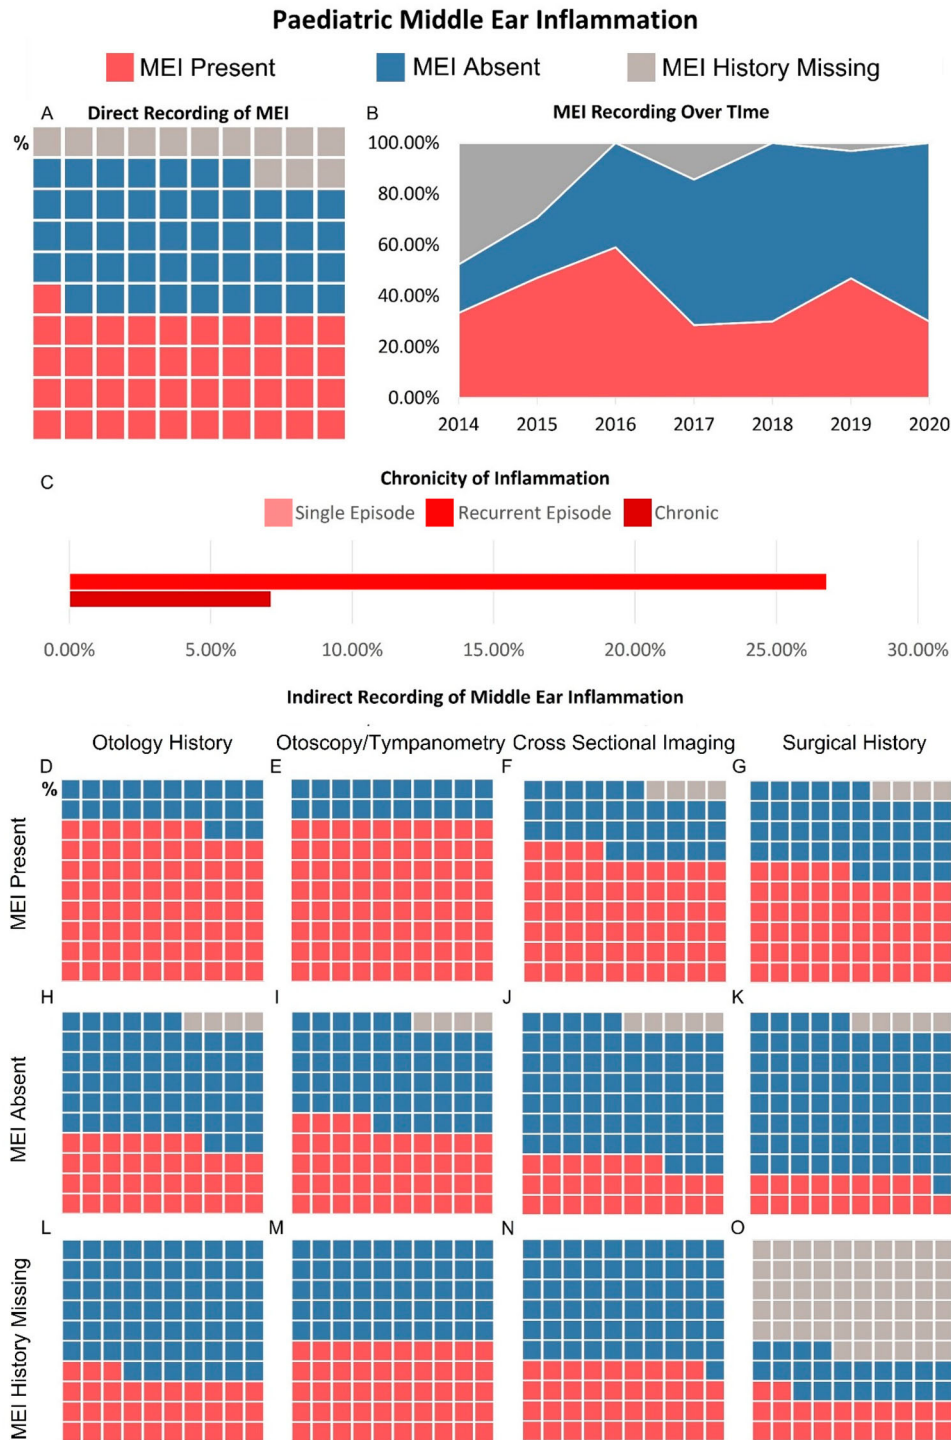 Paediatric Middle Ear Inflammation
MEI Present MEI Absent MEI History Missing
A Direct Recording of MEI
%
B MEI Recording Over TIme
100.00%
80.00%
60.00%
40.00%
20.00%
0.00%
2014 2015 2016 2017 2018 2019 2020
C Chronicity of Inflammation
Single Episode Recurrent Episode Chronic
0.00% 5.00% 10.00% 15.00% 20.00% 25.00% 30.00%
Indirect Recording of Middle Ear Inflammation
Otology History Otoscopy/Tympanometry Cross Sectional Imaging Surgical History
D E F G
%
MEI Present
H I J K
MEI Absent
L M N O
MEI History Missing